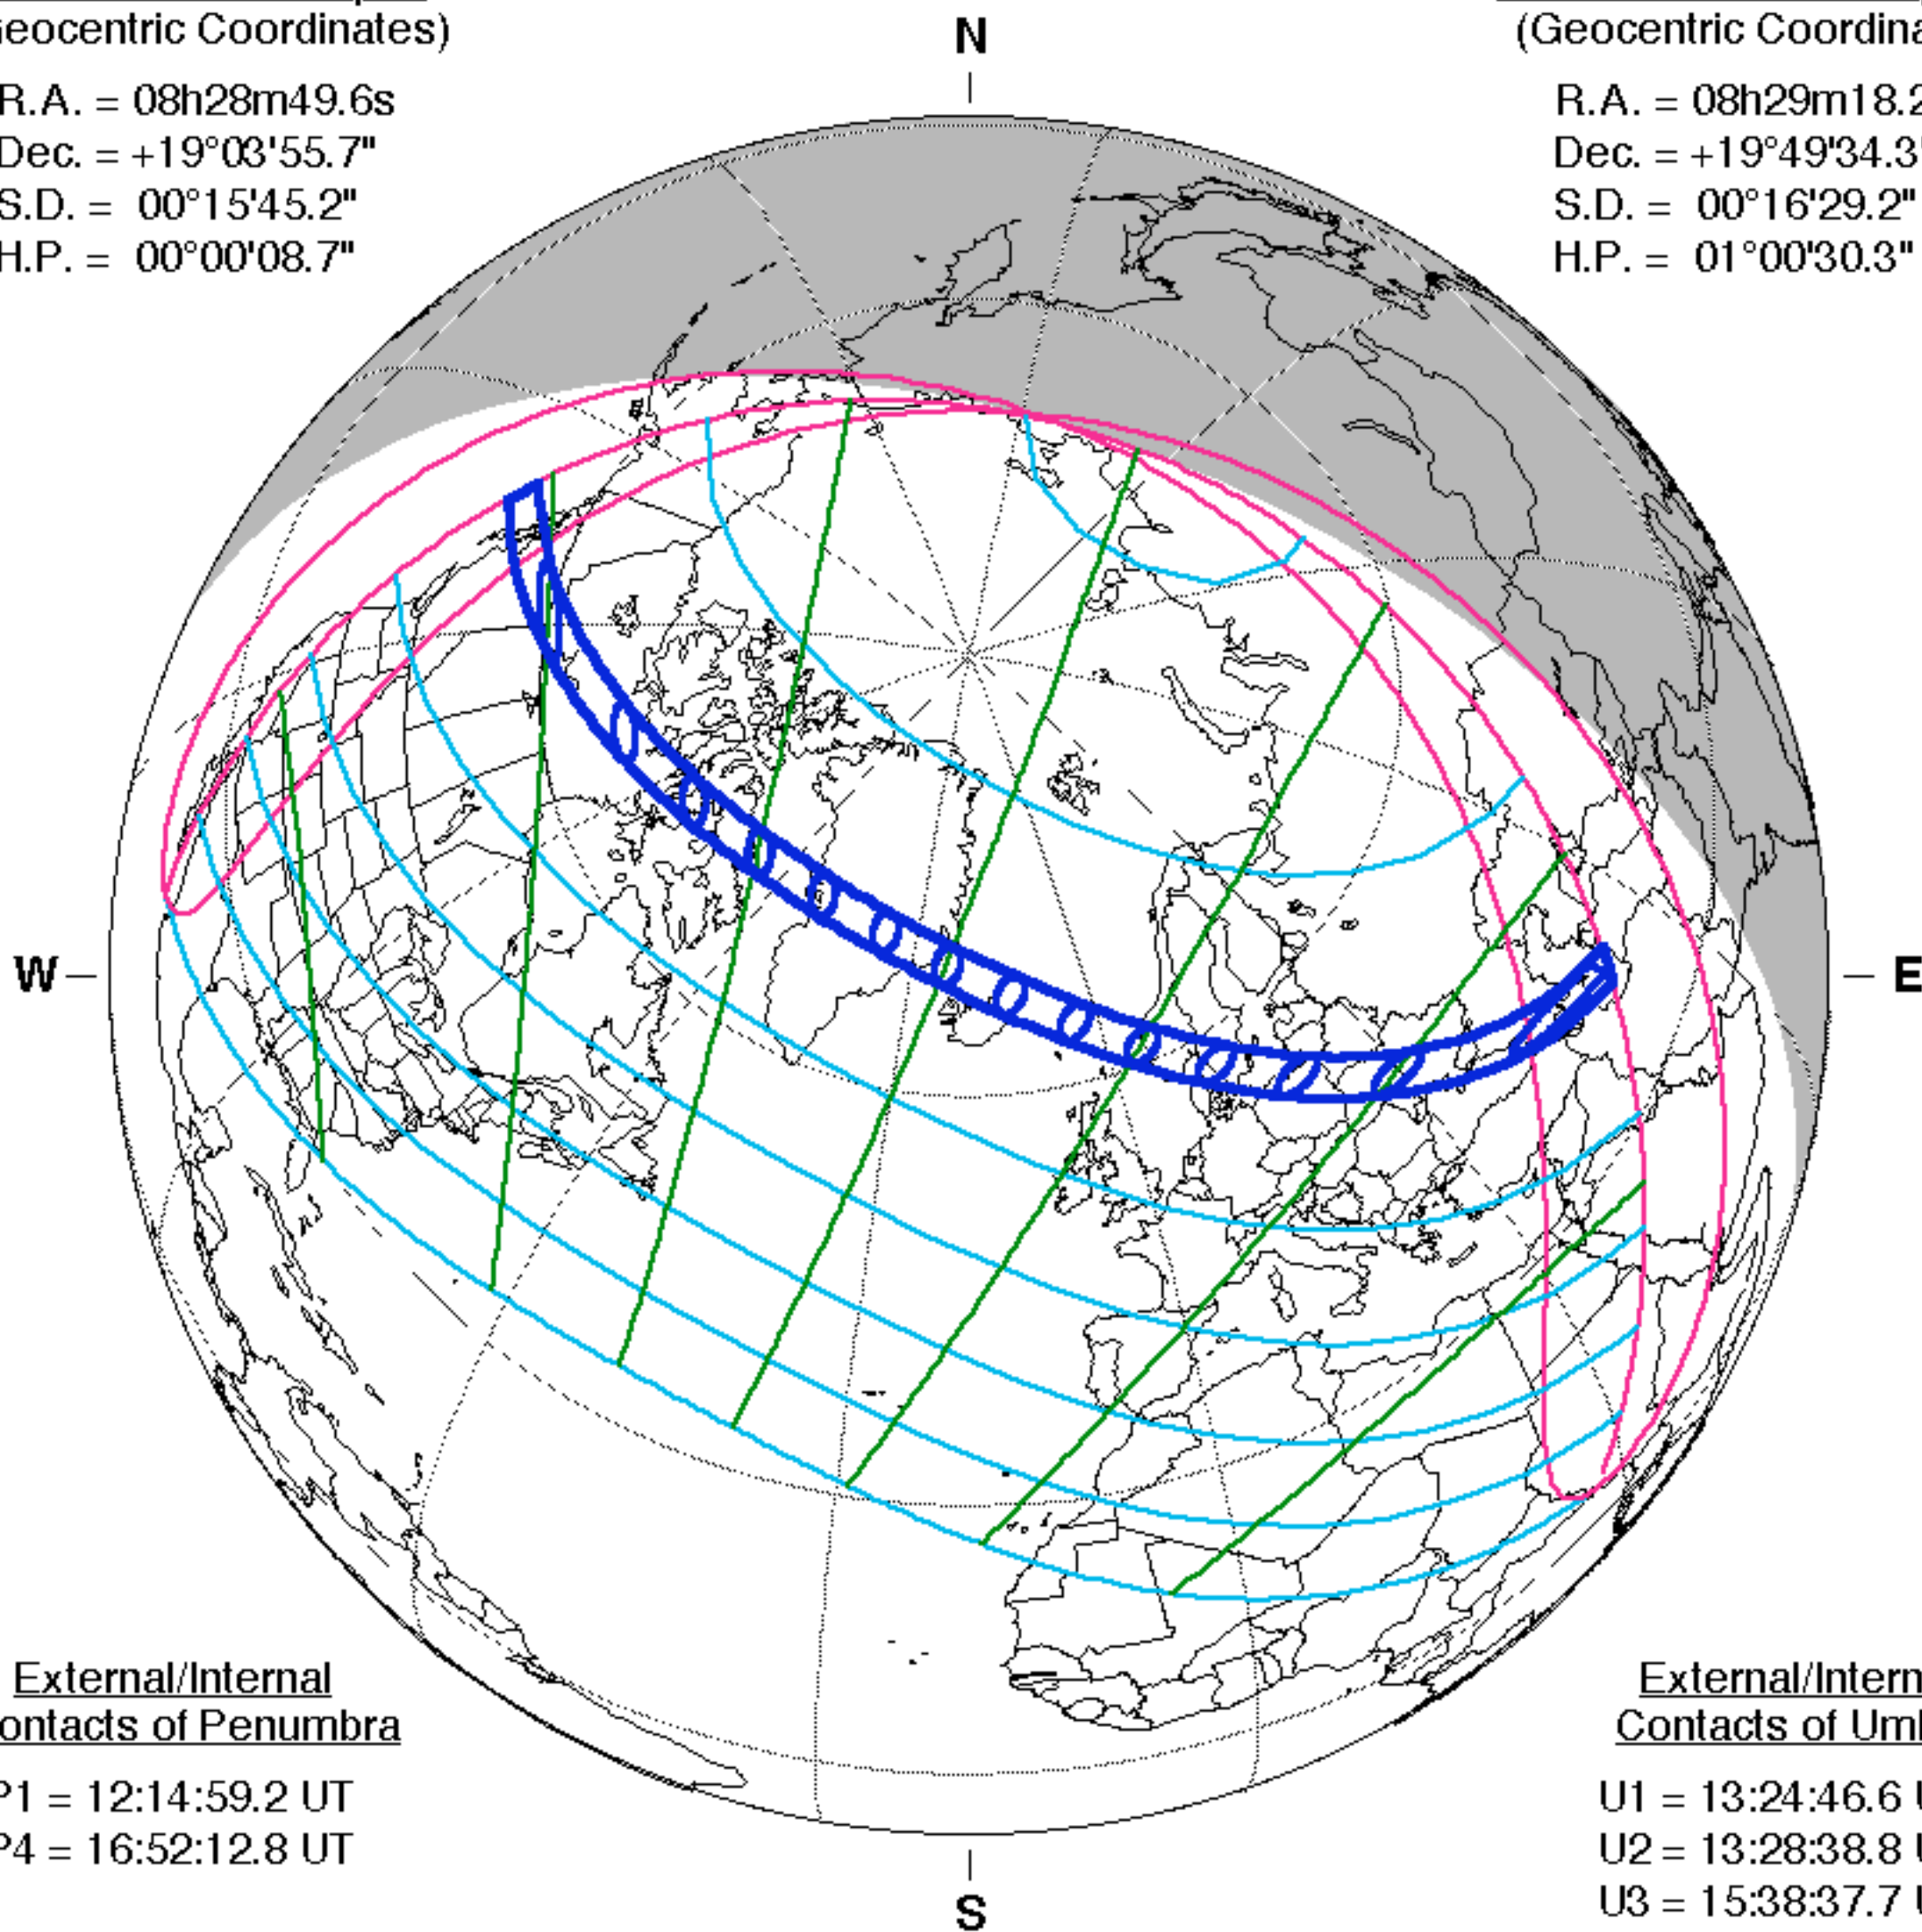 eocentric Coordinates)
R.A. = 08h28m49.6s
Dec. = +19°03'55.7"
S.D. = 00°15'45.2"
H.P. = 00°00'08.7"
N
(Geocentric Coordina
R.A. = 08h29m18.2
Dec. = +19°49'34.3"
S.D. = 00°16'29.2"
H.P. = 01°00'30.3"
W
E
External/Internal
ontacts of Penumbra
P1 = 12:14:59.2 UT
P4 = 16:52:12.8 UT
S
External/Intern
Contacts of Uml
U1 = 13:24:46.6 U
U2 = 13:28:38.8 U
U3 = 15:38:37.7 U